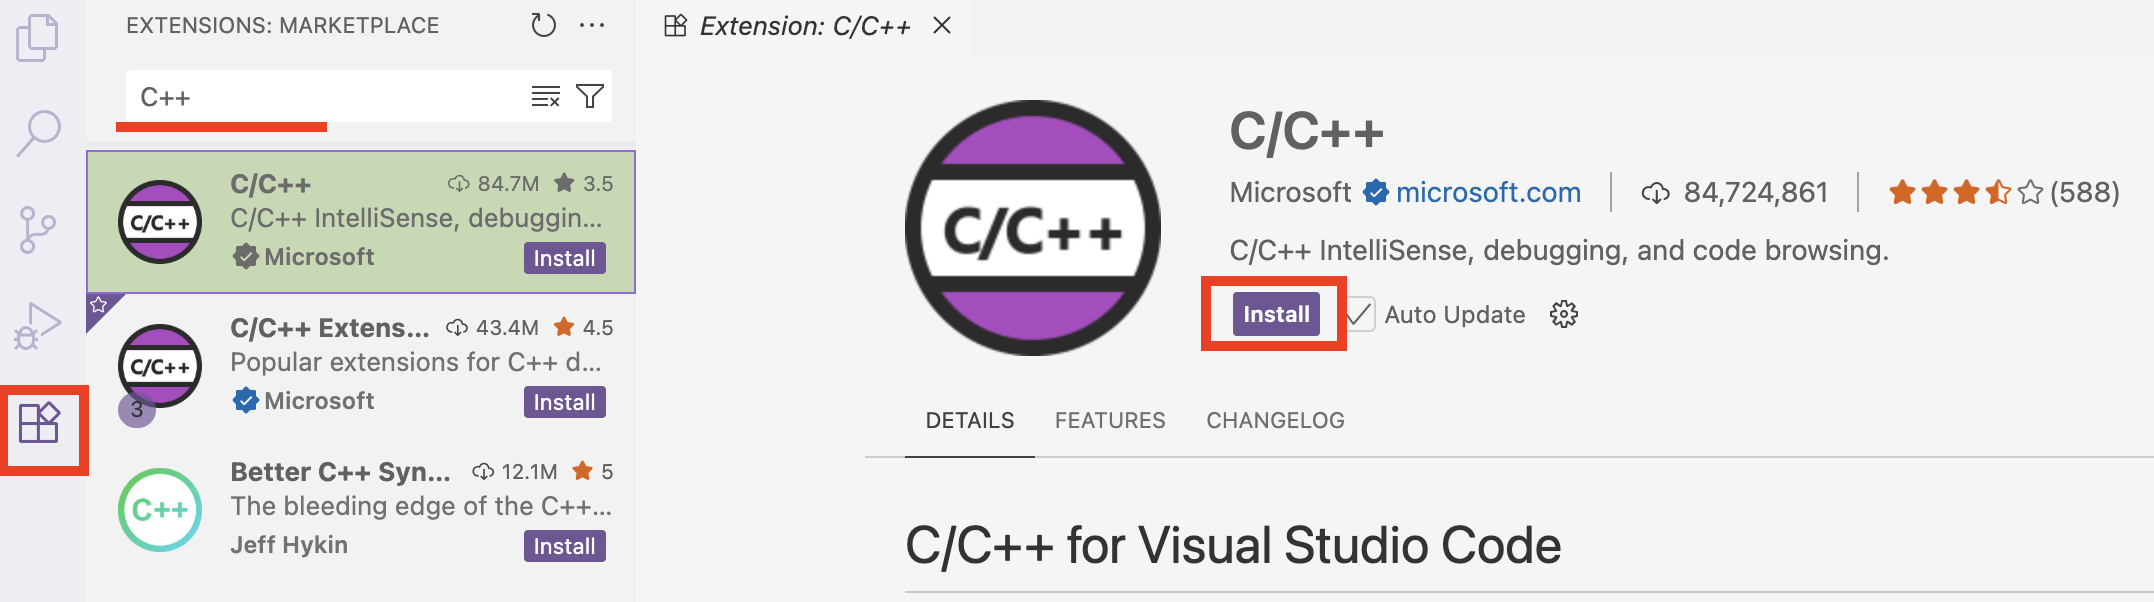 EXTENSIONS: MARKETPLACE
C++
C/C++ 84.7M 3.5
C/C++ IntelliSense, debuggin...
Microsoft Install
C/C++
C/C++ Extens... 43.4M 4.5
Popular extensions for C++ d...
Microsoft Install
C/C++
3
Better C++ Syn... 12.1M 5
The bleeding edge of the C++...
Jeff Hykin Install
C++
Extension: C/C++
C/C++
C/C++
Microsoft microsoft.com 84,724,861 (588)
C/C++ IntelliSense, debugging, and code browsing.
Install Auto Update
DETAILS FEATURES CHANGELOG
C/C++ for Visual Studio Code